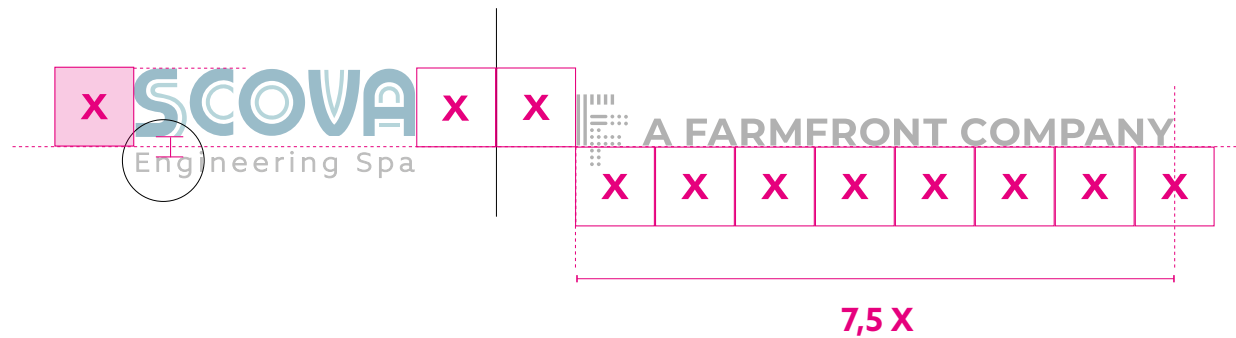 X SCOVA X X
Engineering Spa
F A FARMFRONT COMPANY
X X X X X X X X
7,5 X